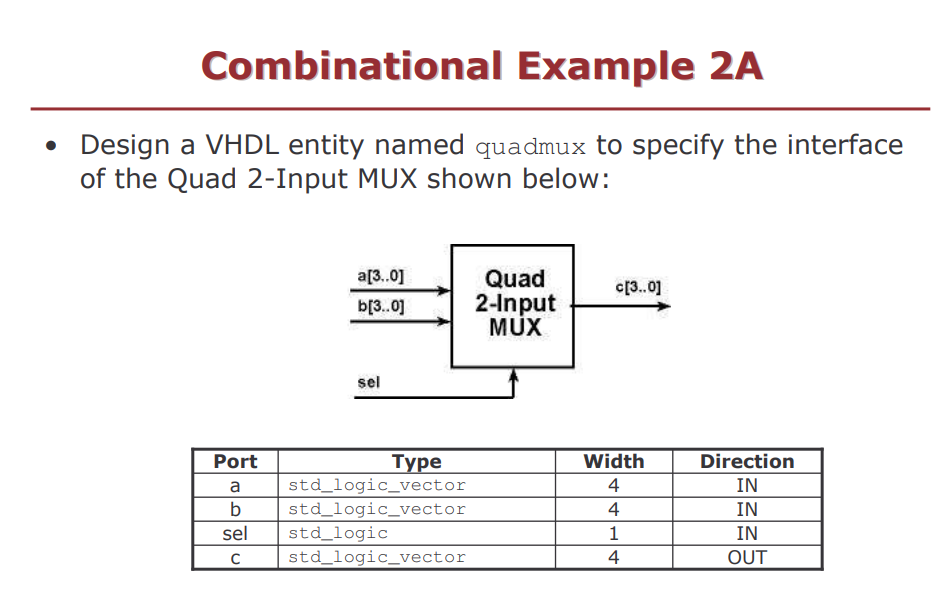 Combinational Example 2A
• Design a VHDL entity named quadmux to specify the interface
of the Quad 2-Input MUX shown below:
a[3..0]
b[3..0]
sel
Quad
2-Input
MUX
c[3..0]
Port Type Width Direction
a std_logic_vector 4 IN
b std_logic_vector 4 IN
sel std_logic 1 IN
c std_logic_vector 4 OUT